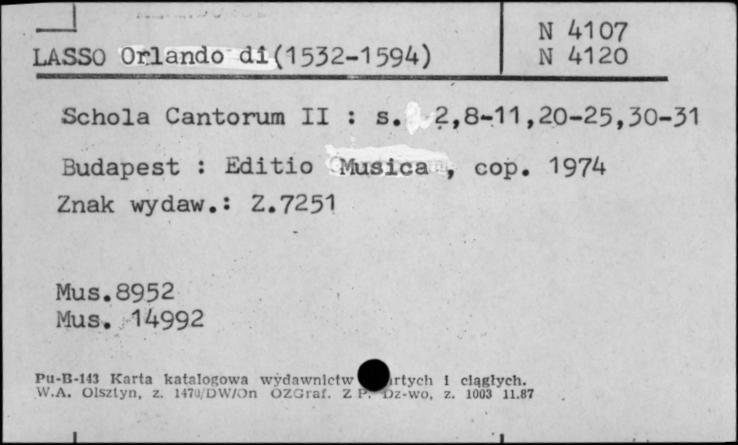 N 4107
LASSO Orlando di(1532-1594) N 4120
Schola Cantorum II : s. 2,8-11,20-25,30-31
Budapest : Editio Musica , cop. 1974
Znak wydaw.: Z.7251
Mus.8952
Mus. 14992
Pu-B-143 Karta katalogowa wydawnictw rtych i ciągłych.
W.A. Olsztyn, z. 1470/DW/On OZGraf. Z P. Dz-wo, z. 1003 11.87